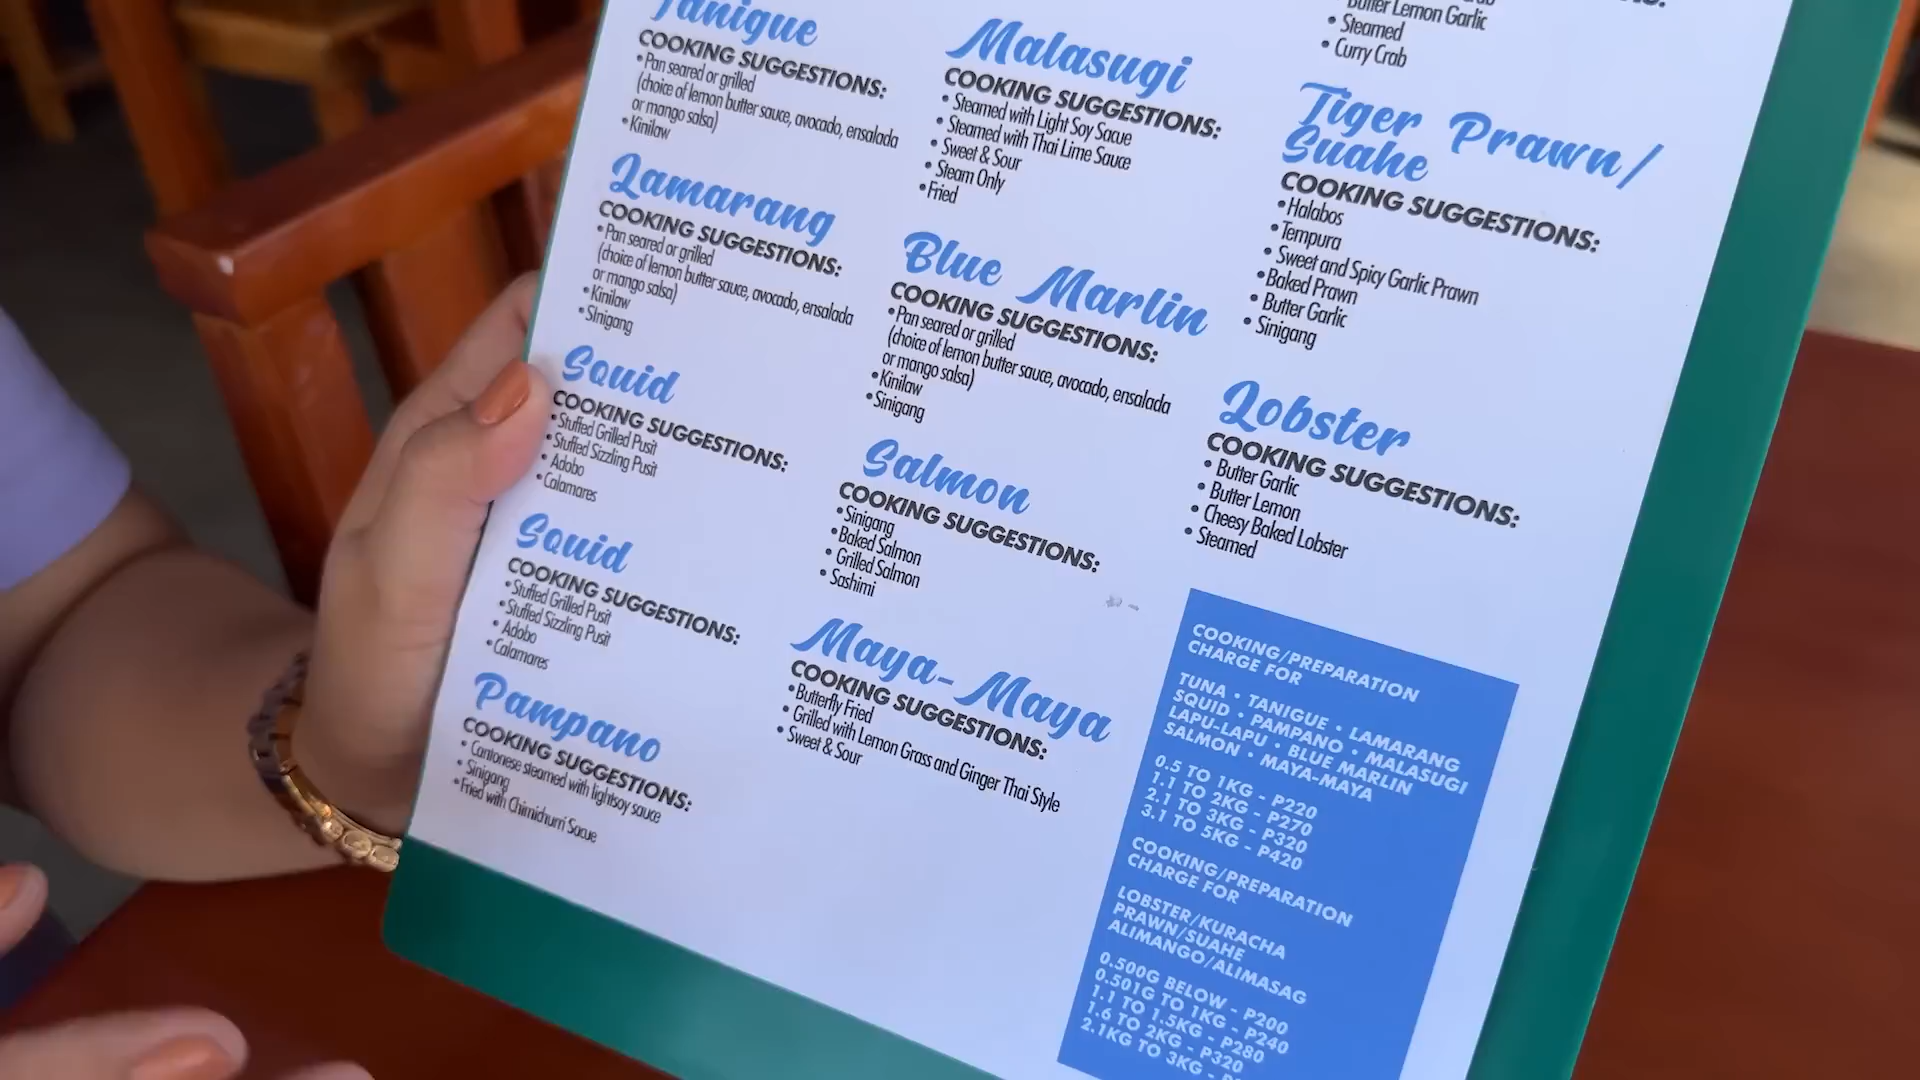 Tanigue
COOKING SUGGESTIONS:
• Pan seared or grilled
(choice of lemon butter sauce, avocado, ensalada
or mango salsa)
• Kinilaw
Lamarang
COOKING SUGGESTIONS:
• Pan seared or grilled
(choice of lemon butter sauce, avocado, ensalada
or mango salsa)
• Kinilaw
• SInigang
Squid
COOKING SUGGESTIONS:
• Stuffed Grilled Pusit
• Stuffed Sizzling Pusit
• Adobo
• Calamares
Squid
COOKING SUGGESTIONS:
• Stuffed Grilled Pusit
• Stuffed Sizzling Pusit
• Adobo
• Calamares
Pampano
COOKING SUGGESTIONS:
• Cantonese steamed with lightsoy sauce
• Sinigang
• Fried with Chimichurri Sacue
Malasugi
COOKING SUGGESTIONS:
• Steamed with Light Soy Sacue
• Steamed with Thai Lime Sauce
• Sweet & Sour
• Steam Only
• Fried
Blue Marlin
COOKING SUGGESTIONS:
• Pan seared or grilled
(choice of lemon butter sauce, avocado, ensalada
or mango salsa)
• Kinilaw
• Sinigang
Salmon
COOKING SUGGESTIONS:
• Sinigang
• Baked Salmon
• Grilled Salmon
• Sashimi
Maya-Maya
COOKING SUGGESTIONS:
• Butterfly Fried
• Grilled with Lemon Grass and Ginger Thai Style
• Sweet & Sour
Butter Lemon Garlic
• Steamed
• Curry Crab
Tiger Prawn/
Suahe
COOKING SUGGESTIONS:
• Halabos
• Tempura
• Sweet and Spicy Garlic Prawn
• Baked Prawn
• Butter Garlic
• Sinigang
Lobster
COOKING SUGGESTIONS:
• Butter Garlic
• Butter Lemon
• Cheesy Baked Lobster
• Steamed
COOKING/PREPARATION
CHARGE FOR
TUNA • TANIGUE • LAMARANG
SQUID • PAMPANO • MALASUGI
LAPU-LAPU • BLUE MARLIN
SALMON • MAYA-MAYA
0.5 TO 1KG - P220
1.1 TO 2KG - P270
2.1 TO 3KG - P320
3.1 TO 5KG - P420
COOKING/PREPARATION
CHARGE FOR
LOBSTER/KURACHA
PRAWN/SUAHE
ALIMANGO/ALIMASAG
0.500G BELOW - P200
0.501G TO 1KG - P240
1.1 TO 1.5KG - P280
1.6 TO 2KG - P320
2.1KG TO 3KG -